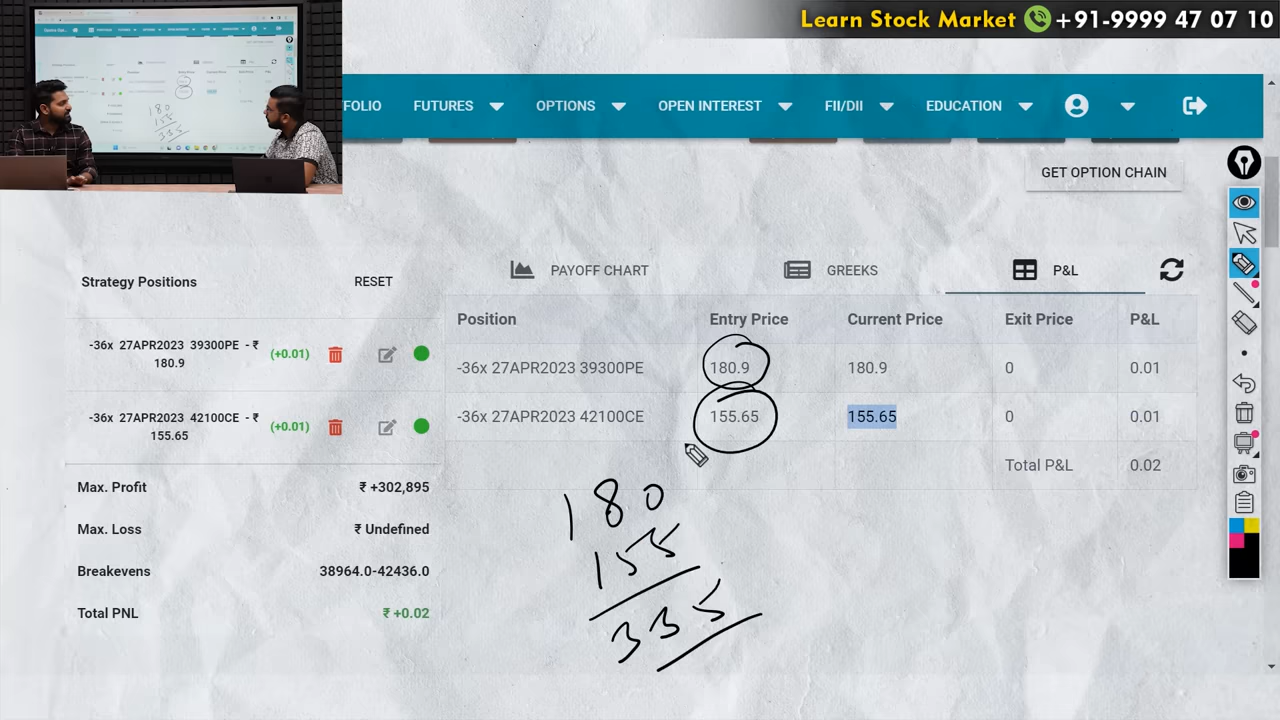 Learn Stock Market +91-9999 47 07 10
FOLIO FUTURES OPTIONS OPEN INTEREST FII/DII EDUCATION
GET OPTION CHAIN
Strategy Positions RESET
-36x 27APR2023 39300PE - ₹ 
180.9
(+0.01)
-36x 27APR2023 42100CE - ₹
155.65
(+0.01)
Max. Profit ₹ +302,895
Max. Loss ₹ Undefined
Breakevens 38964.0-42436.0
Total PNL ₹ +0.02
PAYOFF CHART GREEKS P&L
Position Entry Price Current Price Exit Price P&L
-36x 27APR2023 39300PE 180.9 180.9 0 0.01
-36x 27APR2023 42100CE 155.65 155.65 0 0.01
Total P&L 0.02
180
155
335